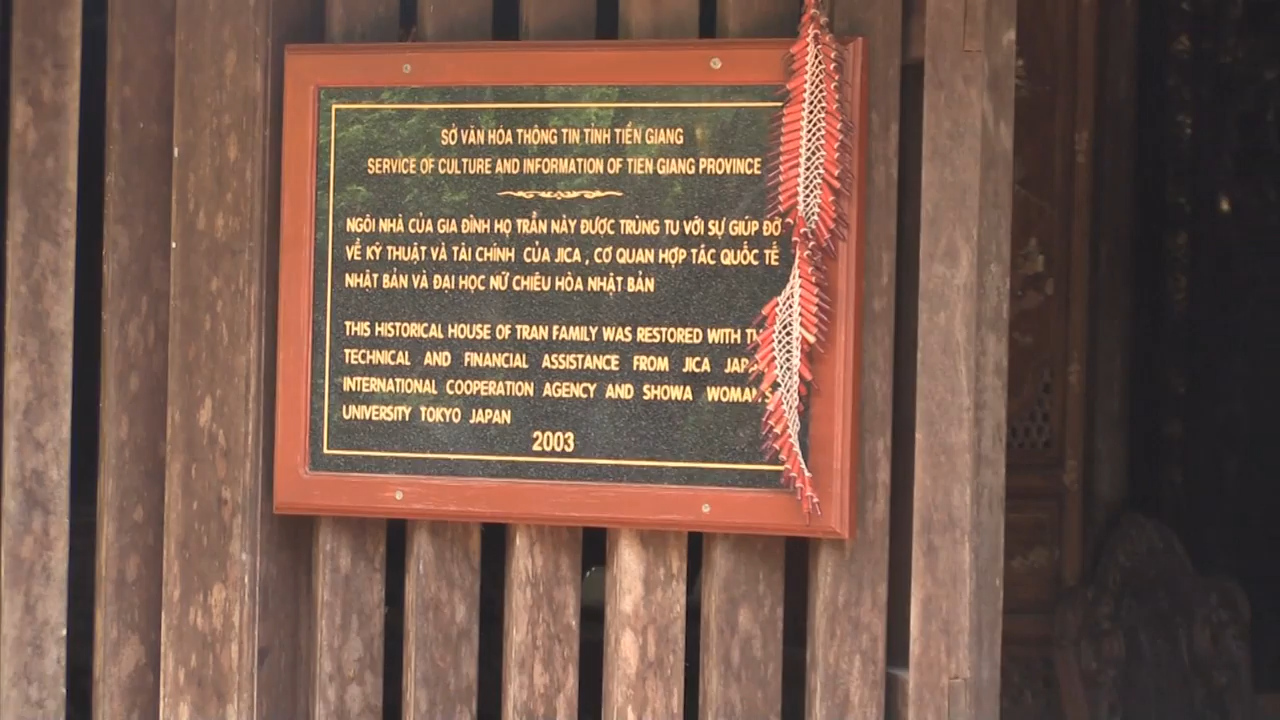 SỞ VĂN HÓA THÔNG TIN TỈNH TIỀN GIANG
SERVICE OF CULTURE AND INFORMATION OF TIEN GIANG PROVINCE
NGÔI NHÀ CỦA GIA ĐÌNH HỌ TRẦN NÀY ĐƯỢC TRÙNG TU VỚI SỰ GIÚP ĐỠ
VỀ KỸ THUẬT VÀ TÀI CHÍNH CỦA JICA , CƠ QUAN HỢP TÁC QUỐC TẾ
NHẬT BẢN VÀ ĐẠI HỌC NỮ CHIÊU HÒA NHẬT BẢN
THIS HISTORICAL HOUSE OF TRAN FAMILY WAS RESTORED WITH
TECHNICAL AND FINANCIAL ASSISTANCE FROM JICA
INTERNATIONAL COOPERATION AGENCY AND SHOWA WOMAN'S
UNIVERSITY TOKYO JAPAN
2003